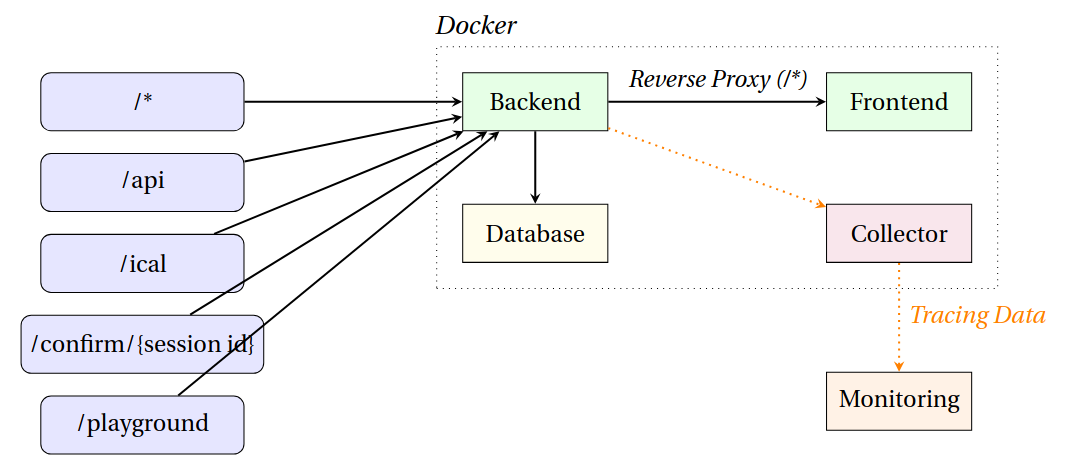 Docker
/*
Backend
Reverse Proxy (/*)
Frontend
/api
/ical
Database
Collector
/confirm/{session id}
Tracing Data
/playground
Monitoring